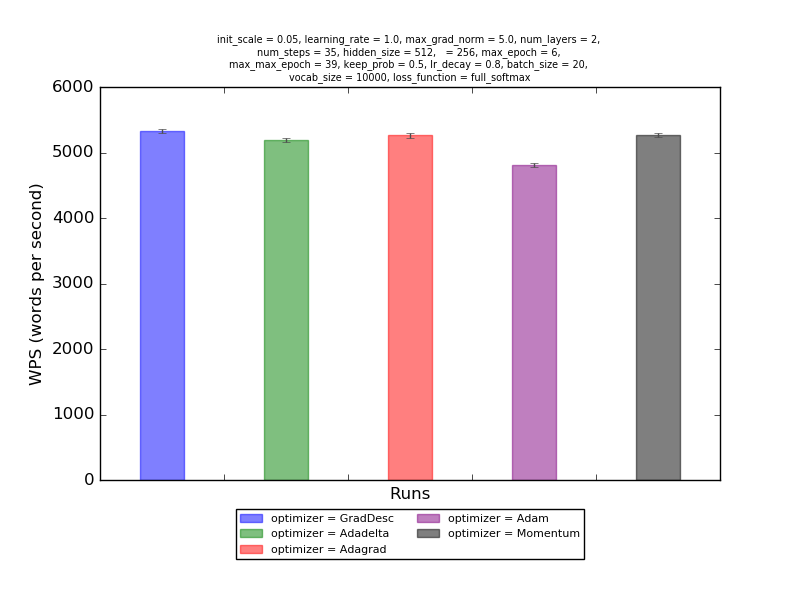 init_scale = 0.05, learning_rate = 1.0, max_grad_norm = 5.0, num_layers = 2,
num_steps = 35, hidden_size = 512,   = 256, max_epoch = 6,
max_max_epoch = 39, keep_prob = 0.5, lr_decay = 0.8, batch_size = 20,
vocab_size = 10000, loss_function = full_softmax
6000
5000
4000
3000
2000
1000
0
WPS (words per second)
Runs
optimizer = GradDesc
optimizer = Adadelta
optimizer = Adagrad
optimizer = Adam
optimizer = Momentum